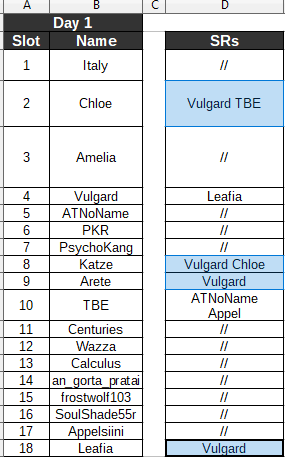 A B C D
Day 1
Slot Name SRs
1 Italy //
2 Chloe Vulgard TBE
3 Amelia //
4 Vulgard Leafia
5 ATNoName //
6 PKR //
7 PsychoKang //
8 Katze Vulgard Chloe
9 Arete Vulgard
10 TBE ATNoName
Appel
11 Centuries //
12 Wazza //
13 Calculus //
14 an_gorta_pratai //
15 frostwolf103 //
16 SoulShade55r //
17 Appelsiini //
18 Leafia Vulgard